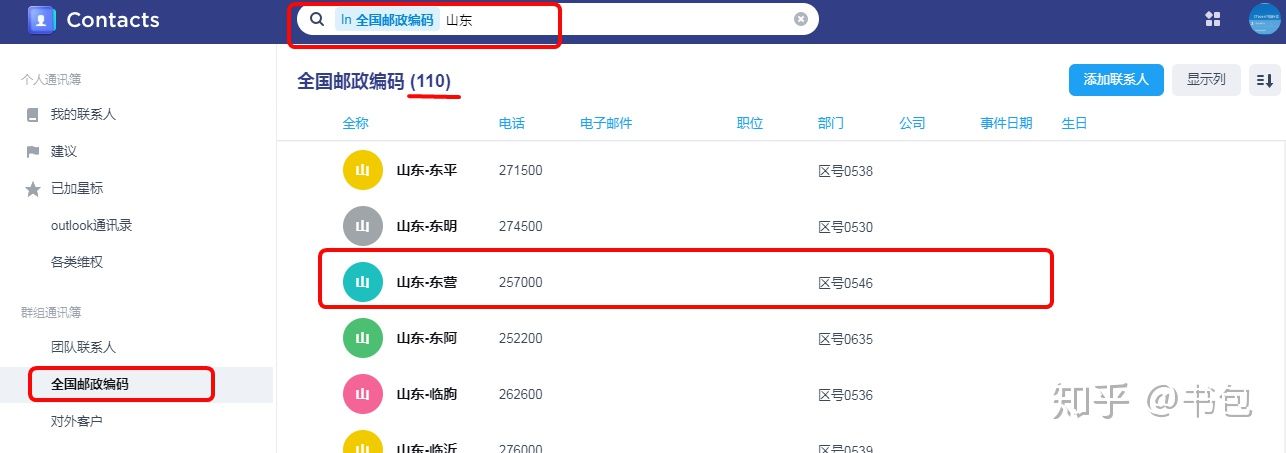 Contacts
In 全国邮政编码 山东
个人通讯簿
我的联系人
建议
已加星标
outlook通讯录
各类维权
群组通讯簿
团队联系人
全国邮政编码
对外客户
全国邮政编码 (110)
添加联系人 显示列
全称 电话 电子邮件 职位 部门 公司 事件日期 生日
山 山东-东平 271500 区号0538
山 山东-东明 274500 区号0530
山 山东-东营 257000 区号0546
山 山东-东阿 252200 区号0635
山 山东-临朐 262600 区号0536
山 山东-临沂 276000 区号0539
知乎 @书包